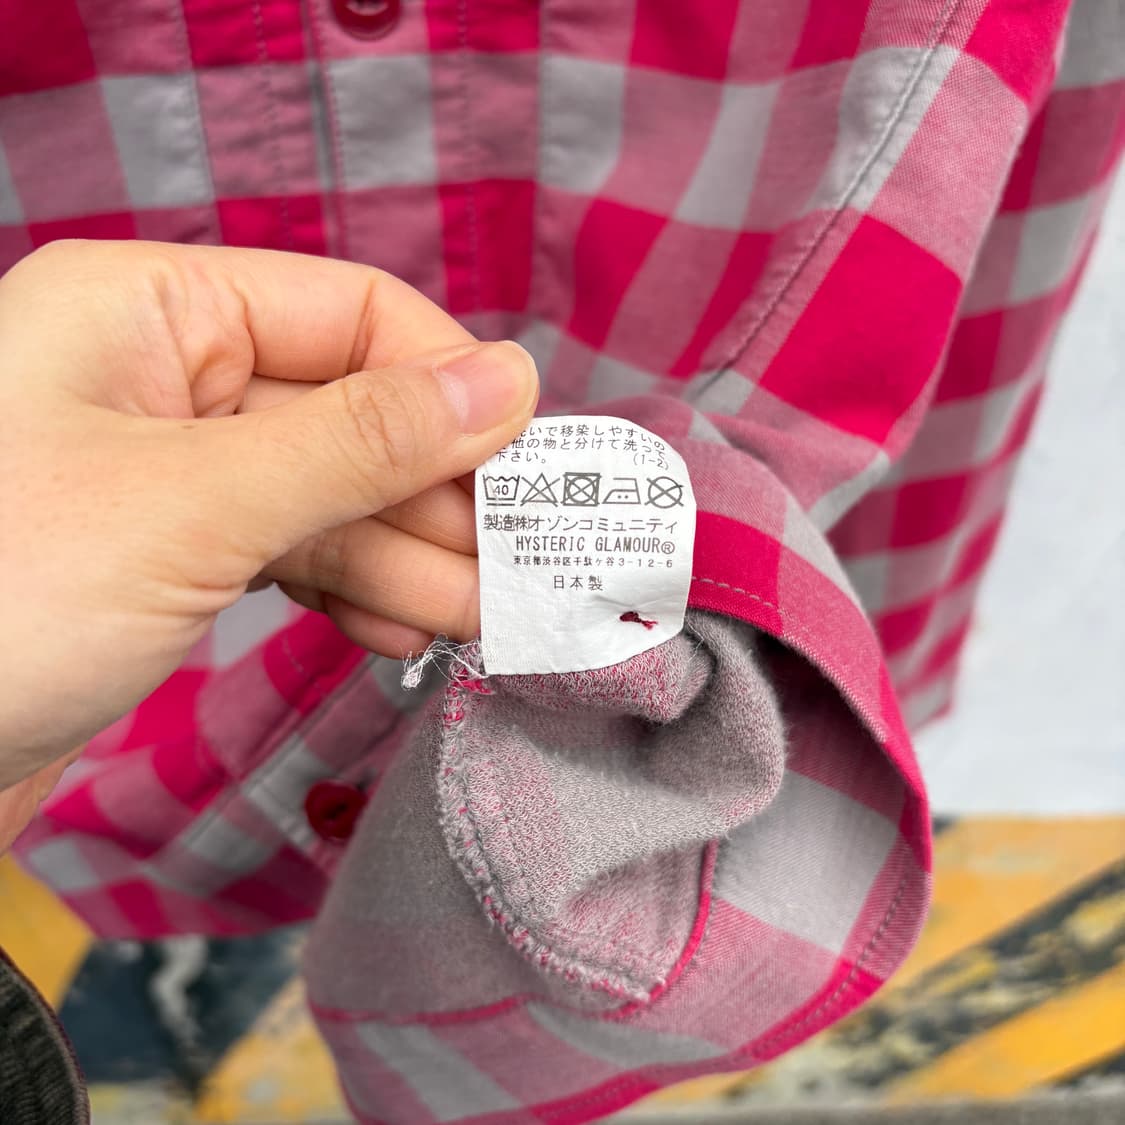 で移染しやすいの
他の物と分けて洗って
下さい。 (1-2)
40
製造㈱オゾンコミュニティ
HYSTERIC GLAMOUR®
東京都渋谷区千駄ケ谷3-12-6
日本製